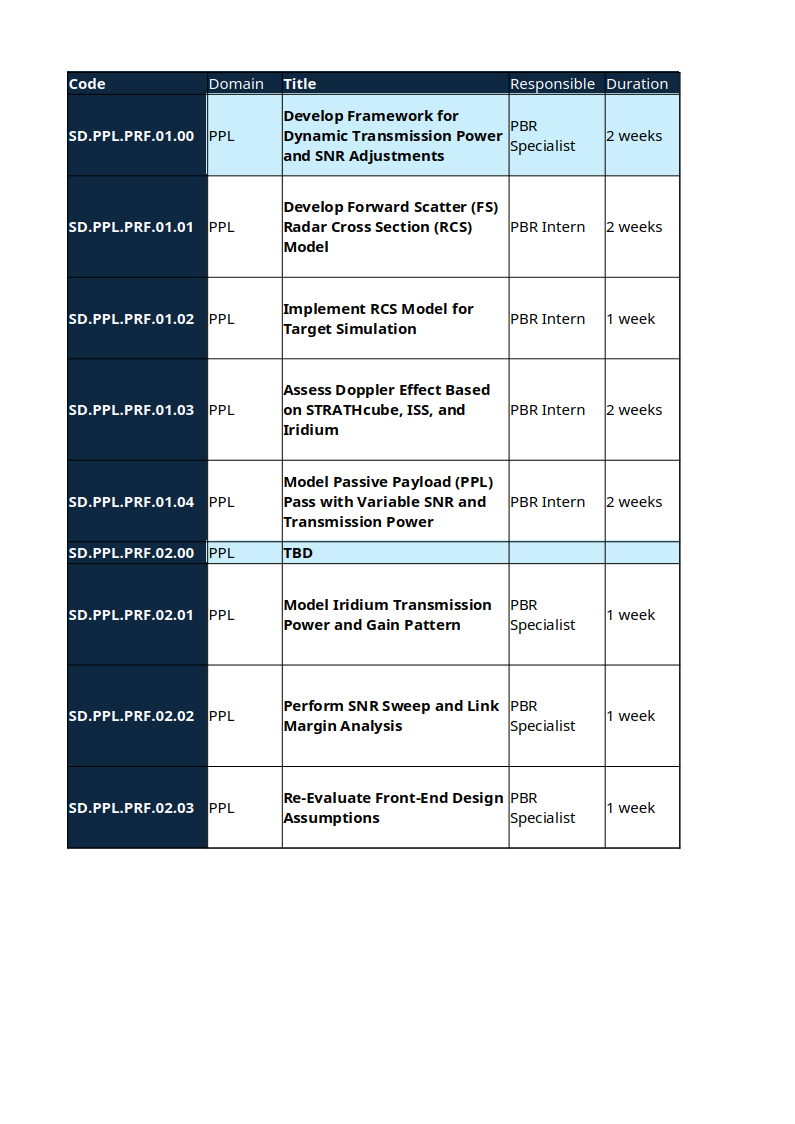 Code Domain Title Responsible Duration
SD.PPL.PRF.01.00 PPL Develop Framework for Dynamic Transmission Power and SNR Adjustments PBR Specialist 2 weeks
SD.PPL.PRF.01.01 PPL Develop Forward Scatter (FS) Radar Cross Section (RCS) Model PBR Intern 2 weeks
SD.PPL.PRF.01.02 PPL Implement RCS Model for Target Simulation PBR Intern 1 week
SD.PPL.PRF.01.03 PPL Assess Doppler Effect Based on STRATHcube, ISS, and Iridium PBR Intern 2 weeks
SD.PPL.PRF.01.04 PPL Model Passive Payload (PPL) Pass with Variable SNR and Transmission Power PBR Intern 2 weeks
SD.PPL.PRF.02.00 PPL TBD
SD.PPL.PRF.02.01 PPL Model Iridium Transmission Power and Gain Pattern PBR Specialist 1 week
SD.PPL.PRF.02.02 PPL Perform SNR Sweep and Link Margin Analysis PBR Specialist 1 week
SD.PPL.PRF.02.03 PPL Re-Evaluate Front-End Design Assumptions PBR Specialist 1 week